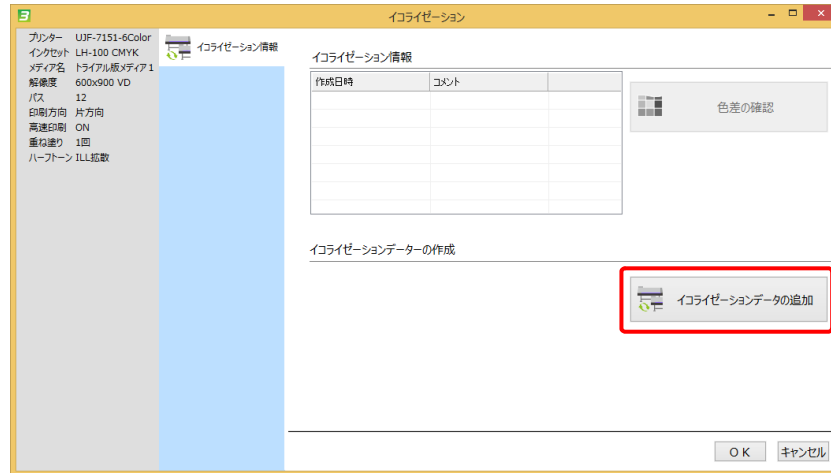 3
イコライゼーション
プリンター UJF-7151-6Color
インクセット LH-100 CMYK
メディア名 トライアル版メディア1
解像度 600x900 VD
パス 12
印刷方向 片方向
高速印刷 ON
重ね塗り 1回
ハーフトーン ILL拡散
イコライゼーション情報
イコライゼーション情報
作成日時 コメント
色差の確認
イコライゼーションデーターの作成
イコライゼーションデータの追加
OK キャンセル